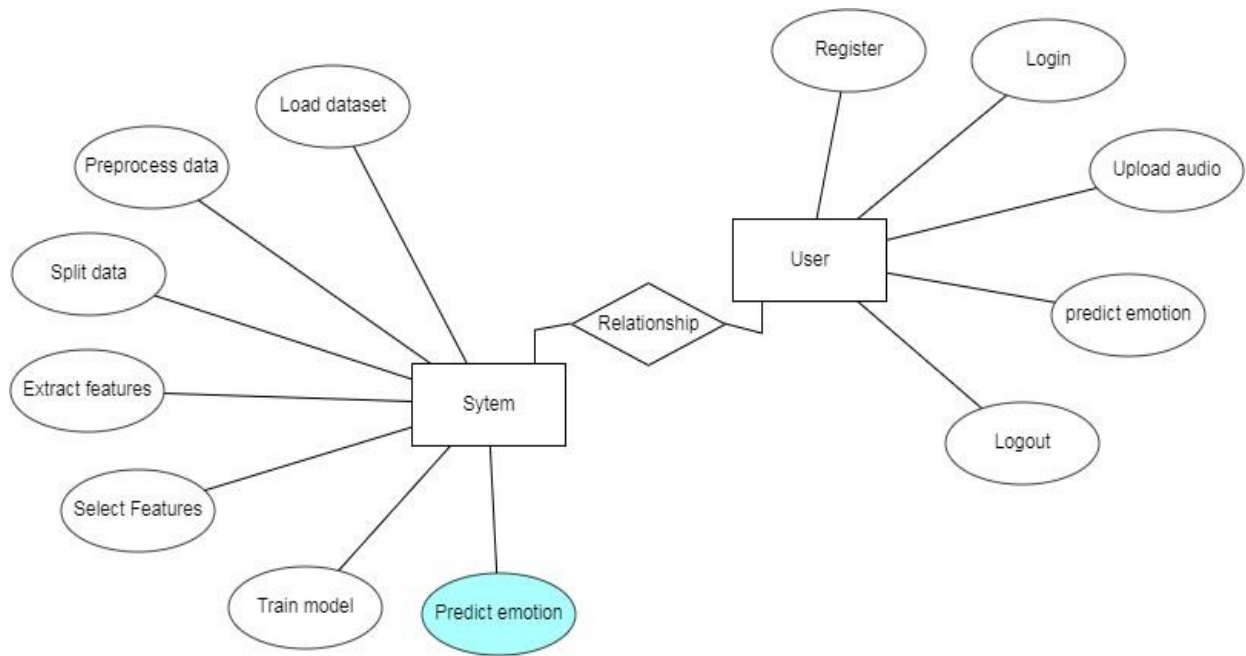 Register
Login
Load dataset
Preprocess data
Upload audio
Split data
User
predict emotion
Relationship
Extract features
Sytem
Logout
Select Features
Train model
Predict emotion